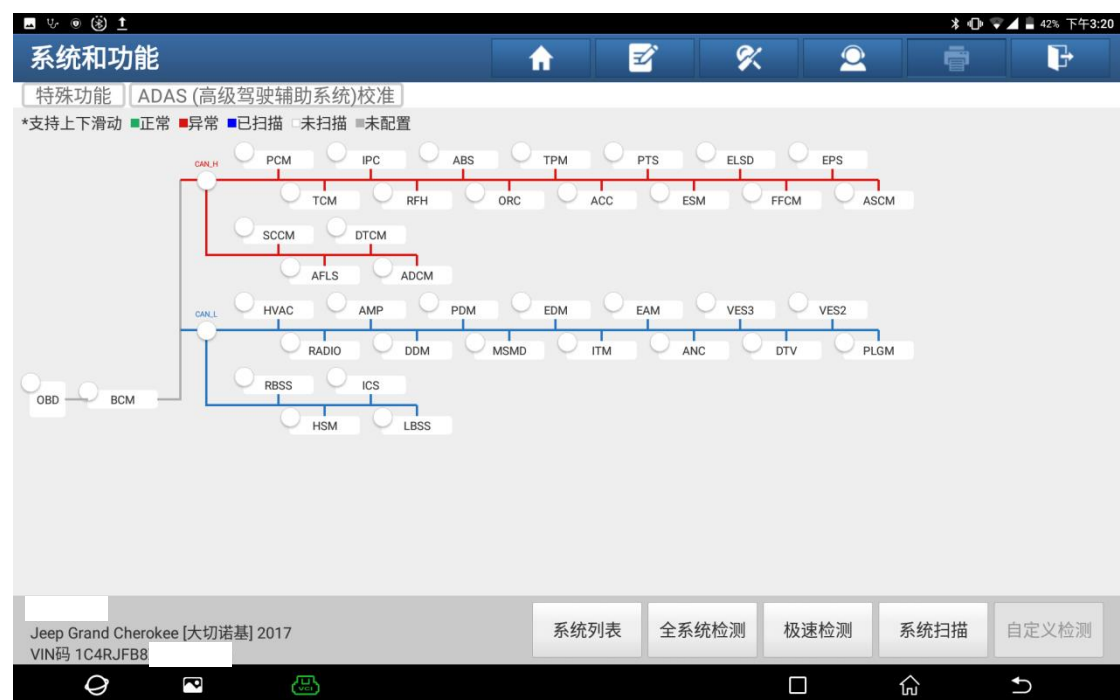 42% 下午3:20
系统和功能
特殊功能 ADAS (高级驾驶辅助系统)校准
*支持上下滑动 正常 异常 已扫描 未扫描 未配置
CAN_H PCM IPC ABS TPM PTS ELSD EPS
TCM RFH ORC ACC ESM FFCM ASCM
SCCM DTCM
AFLS ADCM
CAN_L HVAC AMP PDM EDM EAM VES3 VES2
RADIO DDM MSMD ITM ANC DTV PLGM
RBSS ICS
OBD BCM
HSM LBSS
Jeep Grand Cherokee [大切诺基] 2017
VIN码 1C4RJFB8
系统列表 全系统检测 极速检测 系统扫描 自定义检测
VCI